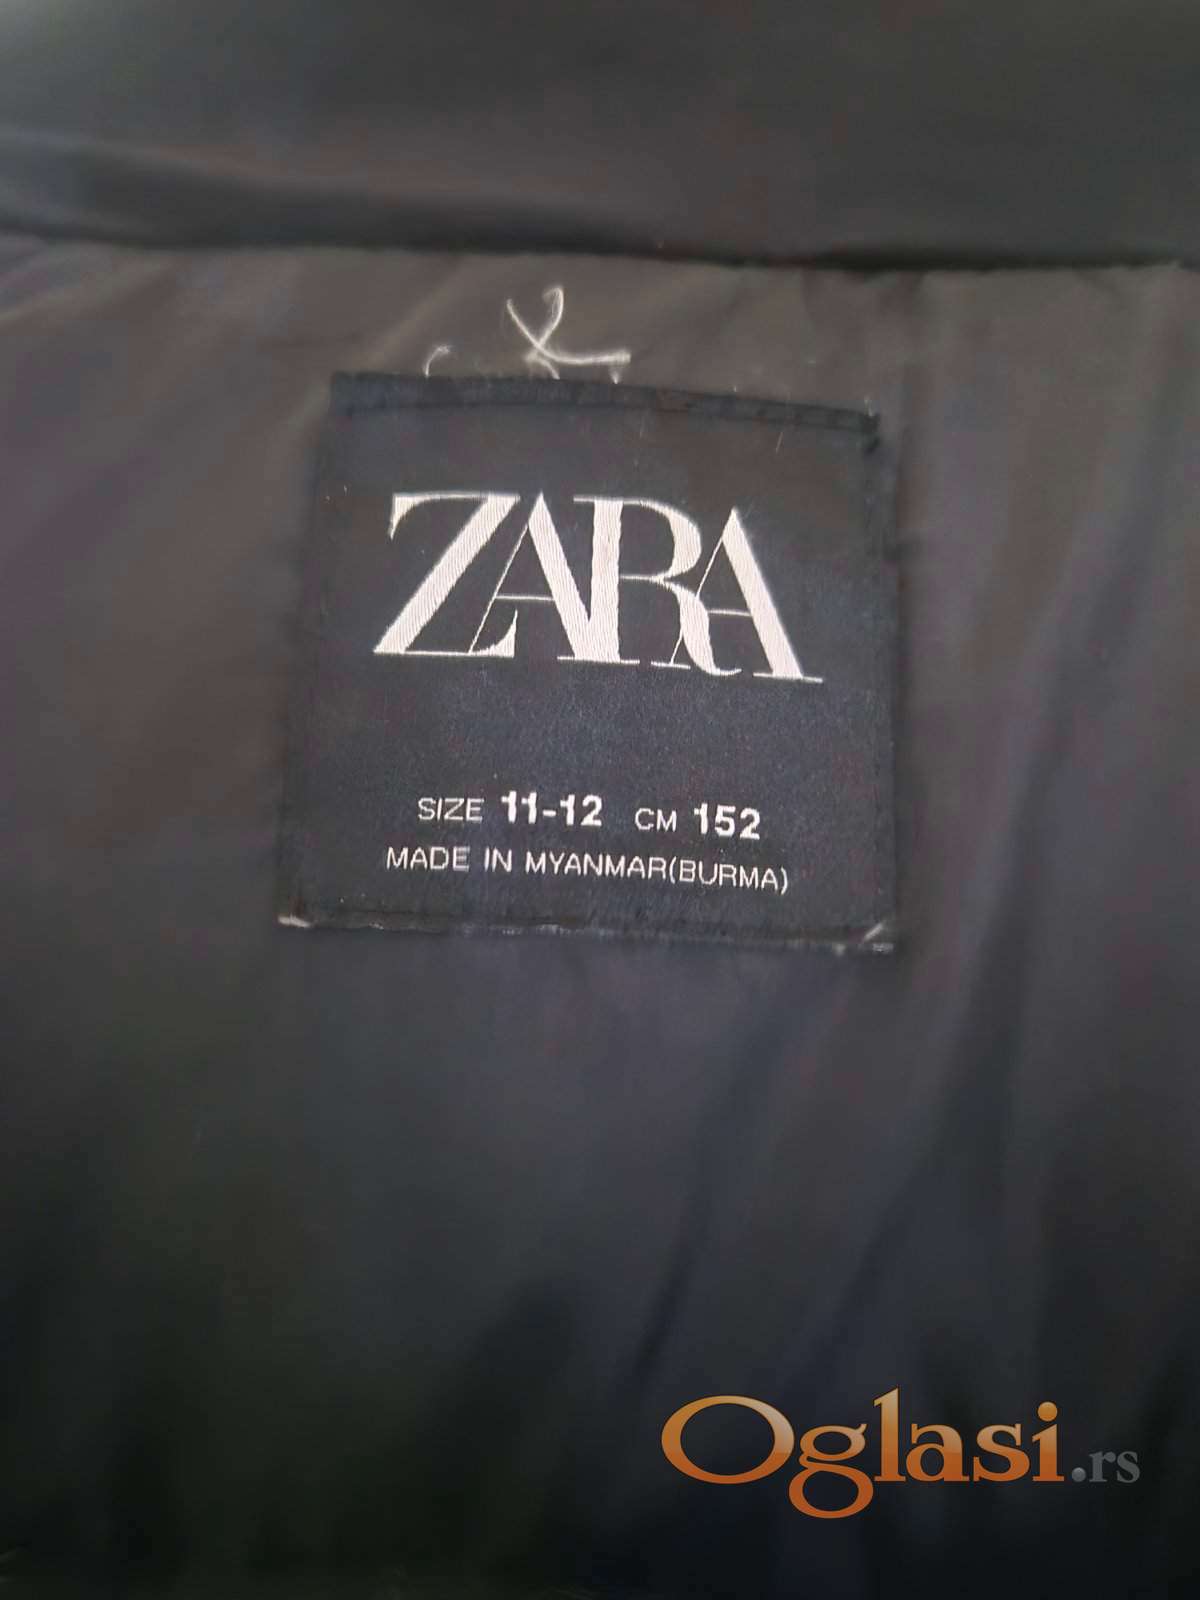 ZARA
SIZE 11-12 CM 152
MADE IN MYANMAR(BURMA)
Oglasi.rs